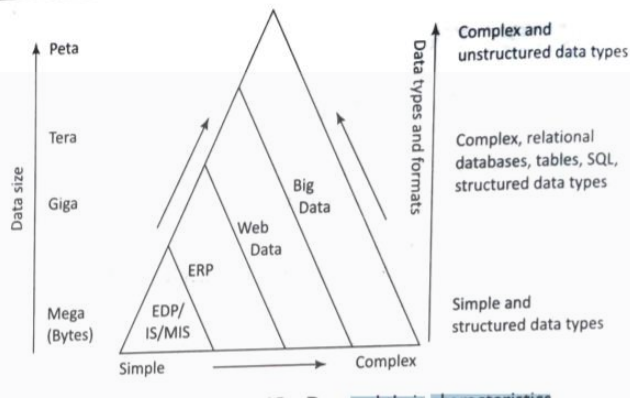 Peta
Tera
Giga
Mega
(Bytes)
Data size
EDP/
IS/MIS
ERP
Web
Data
Big
Data
Simple
Complex
Data types and formats
Complex and
unstructured data types
Complex, relational
databases, tables, SQL,
structured data types
Simple and
structured data types